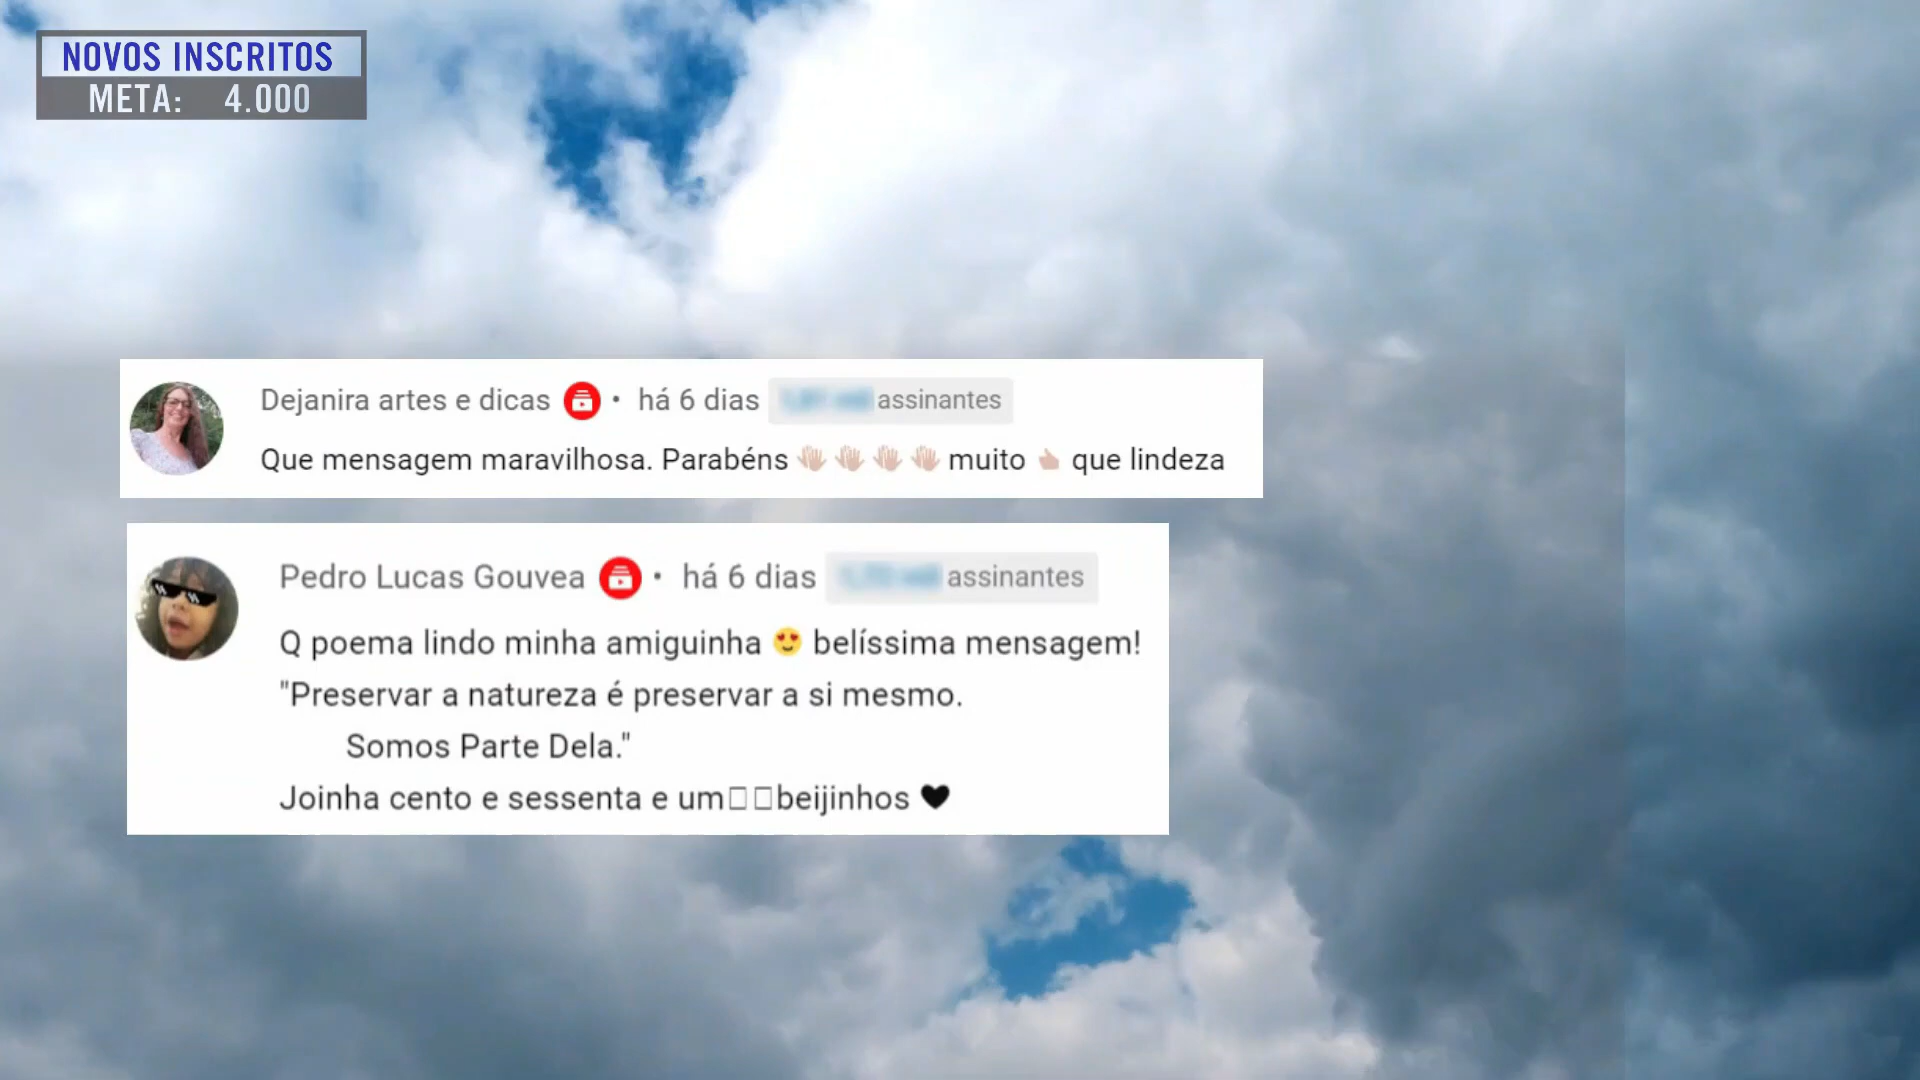 NOVOS INSCRITOS
META: 4.000
Dejanira artes e dicas • há 6 dias assinantes
Que mensagem maravilhosa. Parabéns 👋🏻👋🏻👋🏻👋🏻 muito 👍🏻 que lindeza
Pedro Lucas Gouvea • há 6 dias assinantes
Q poema lindo minha amiguinha 😍 belíssima mensagem!
"Preservar a natureza é preservar a si mesmo.
Somos Parte Dela."
Joinha cento e sessenta e um□□beijinhos 🖤